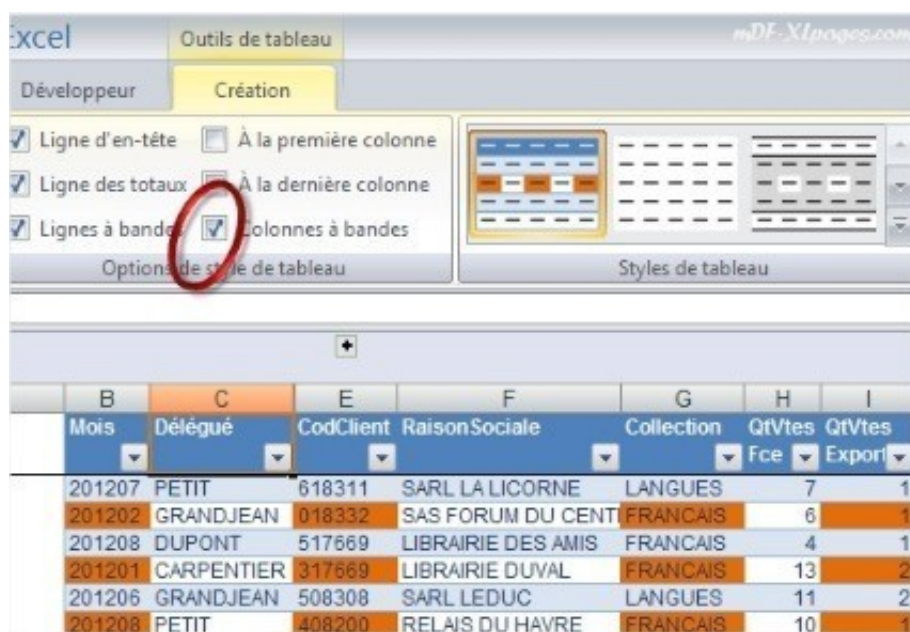 Excel Outils de tableau mDF-XLpages.com
Développeur Création
Ligne d'en-tête À la première colonne
Ligne des totaux À la dernière colonne
Lignes à bandes Colonnes à bandes
Options de style de tableau Styles de tableau
B C E F G H I
Mois Délégué CodClient RaisonSociale Collection QtVtes QtVtes
Fce Export
201207 PETIT 618311 SARL LA LICORNE LANGUES 7 1
201202 GRANDJEAN 018332 SAS FORUM DU CENT FRANCAIS 6 1
201208 DUPONT 517669 LIBRAIRIE DES AMIS FRANCAIS 4 1
201201 CARPENTIER 317669 LIBRAIRIE DUVAL FRANCAIS 13 2
201206 GRANDJEAN 508308 SARL LEDUC LANGUES 11 2
201208 PETIT 408200 RELAIS DU HAVRE FRANCAIS 10 1